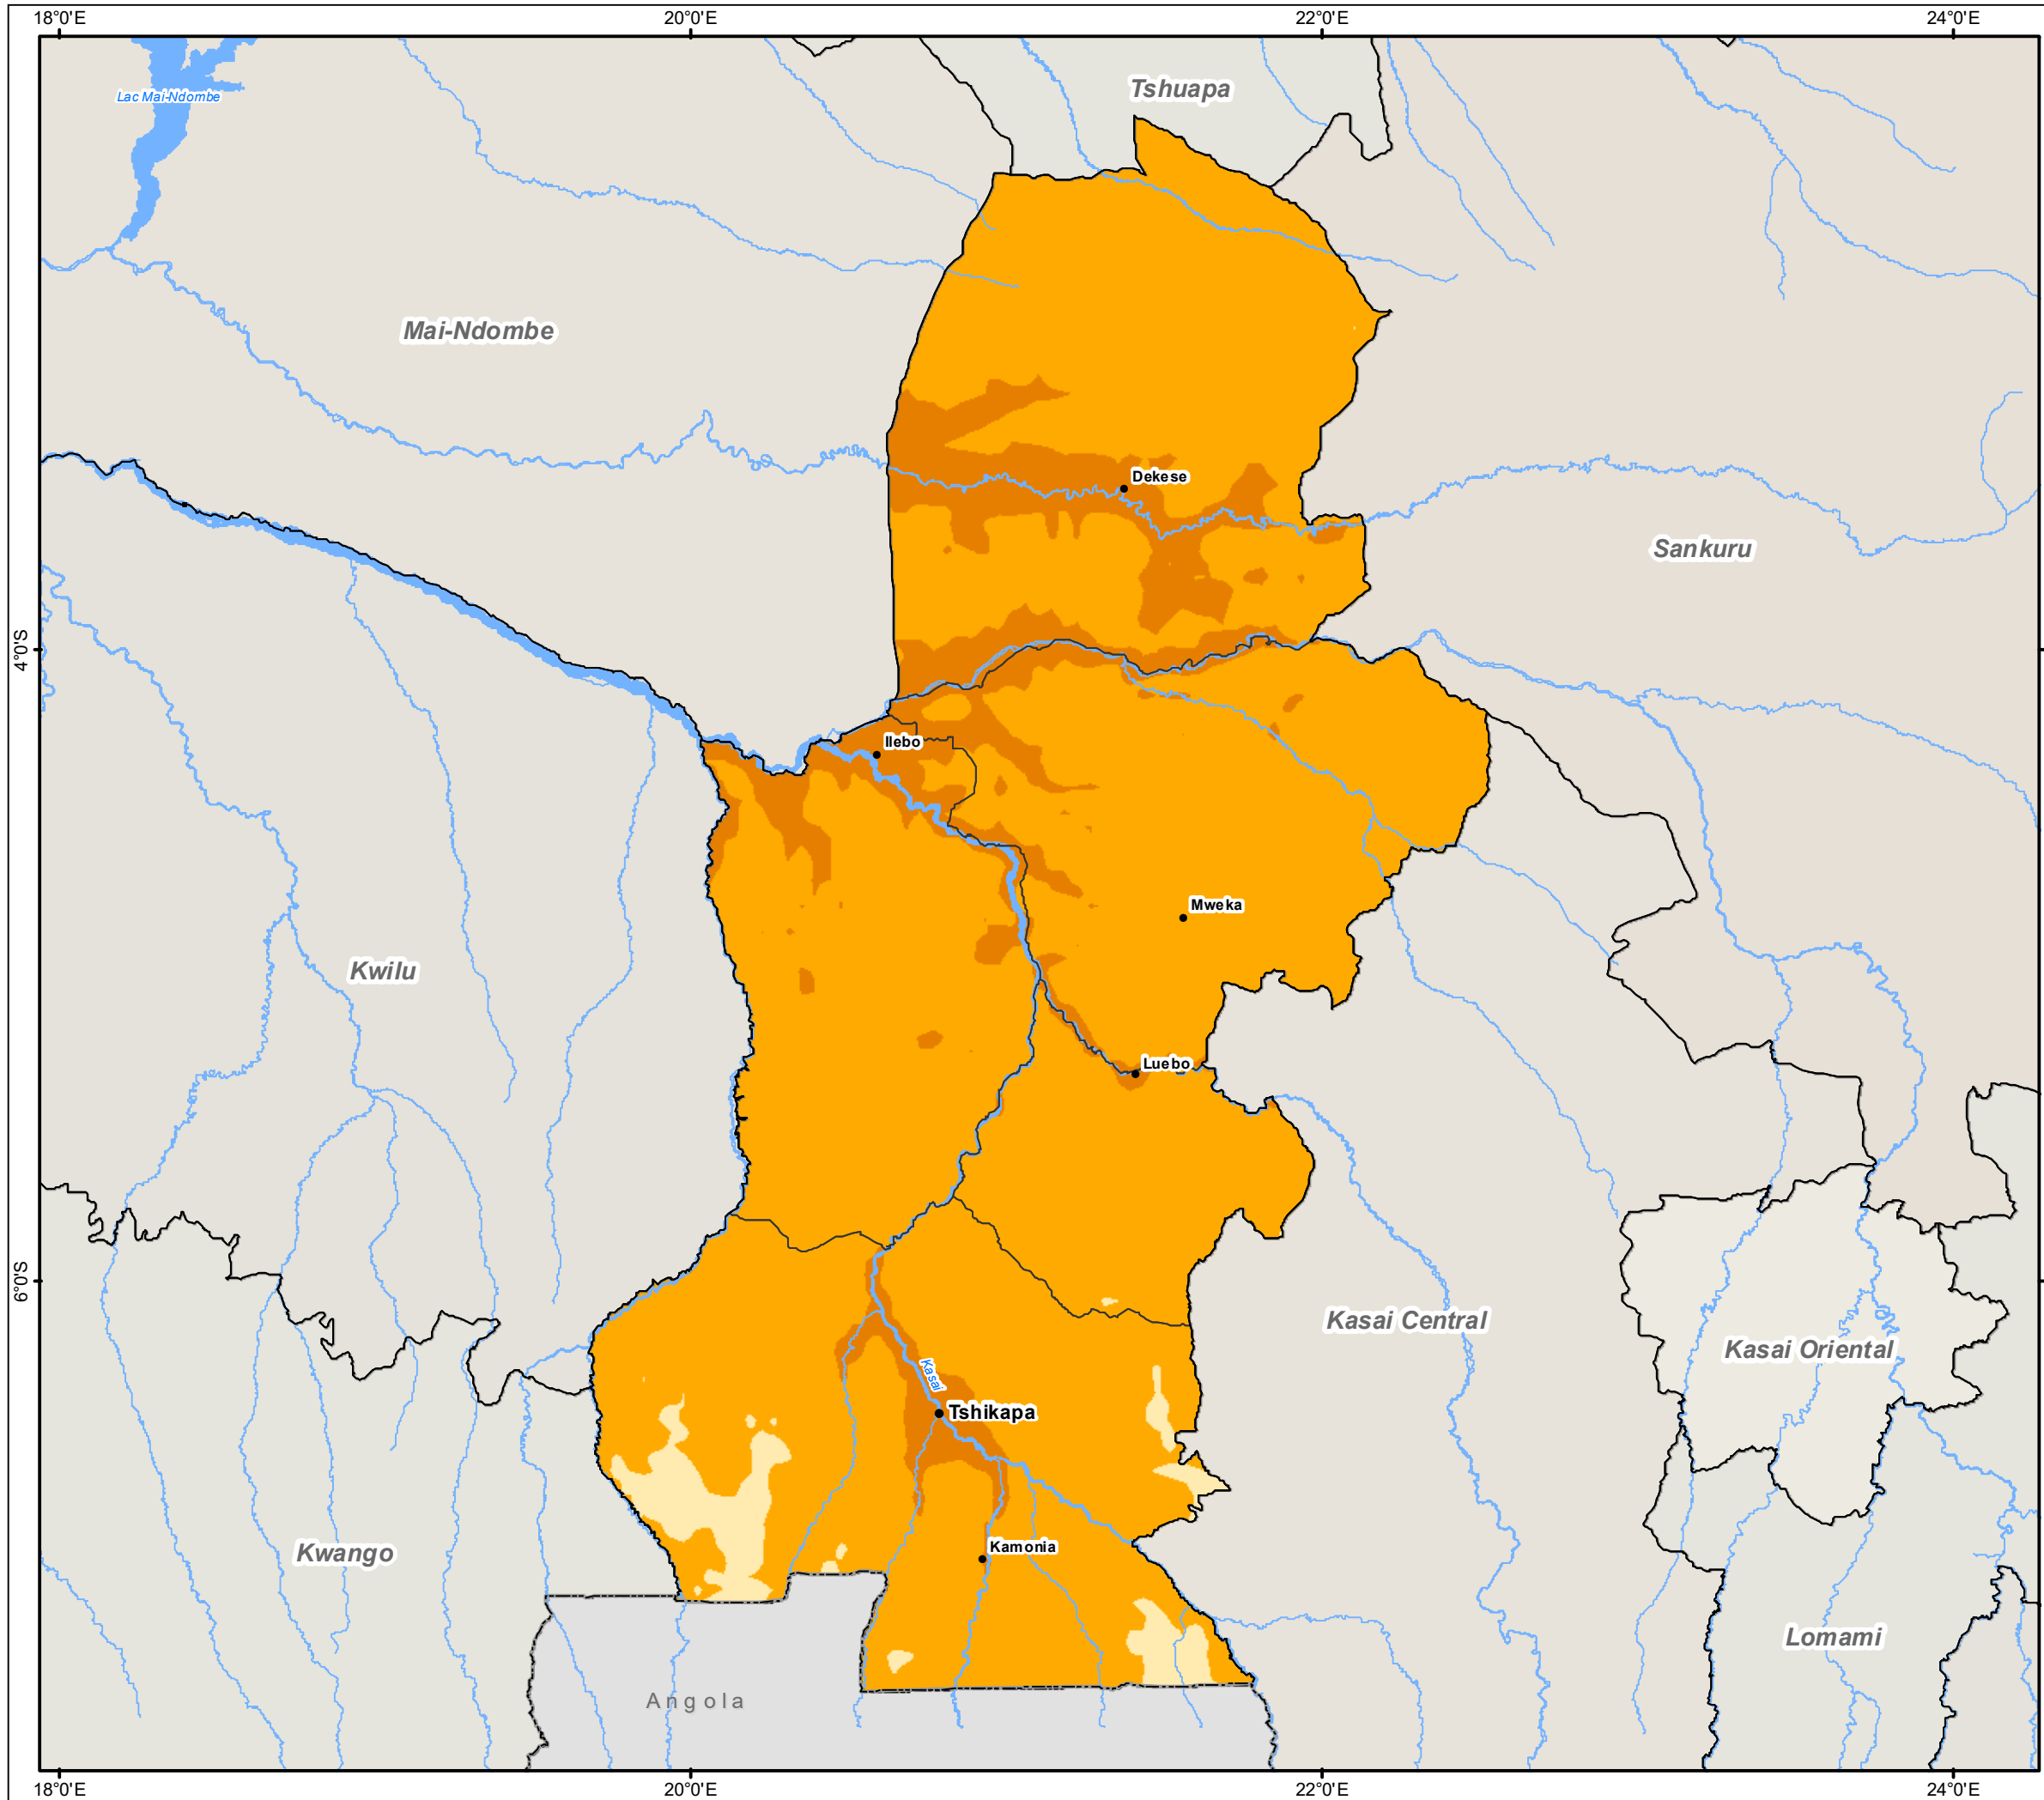 18°0'E 20°0'E 22°0'E 24°0'E
Tshuapa
Lac Mai-Ndombe
Mai-Ndombe
Dekese
Sankuru
4°0'S
Ilebo
Mweka
Kwilu
Luebo
6°0'S
Kasai Central
Kasai Oriental
Kasai
Tshikapa
Kamonia
Kwango
Lomami
Angola
18°0'E 20°0'E 22°0'E 24°0'E